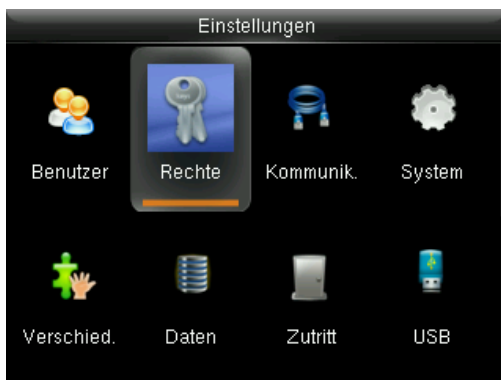 Einstellungen
Benutzer
Rechte
Kommunik.
System
Verschied.
Daten
Zutritt
USB